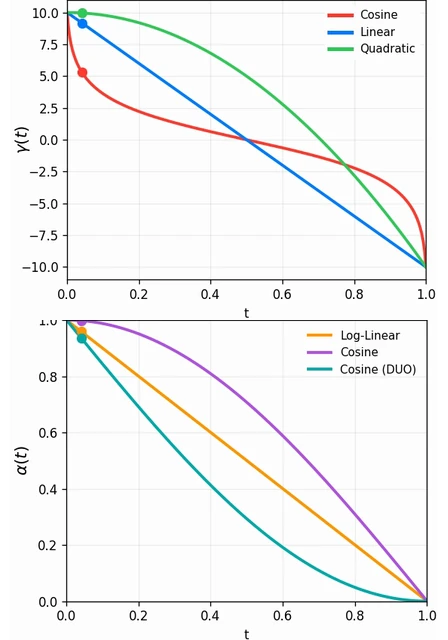 10.0
7.5
5.0
2.5
0.0
−2.5
−5.0
−7.5
−10.0
γ(t)
Cosine
Linear
Quadratic
0.0 0.2 0.4 0.6 0.8 1.0
t
1.0
0.8
0.6
0.4
0.2
0.0
α(t)
Log-Linear
Cosine
Cosine (DUO)
0.0 0.2 0.4 0.6 0.8 1.0
t